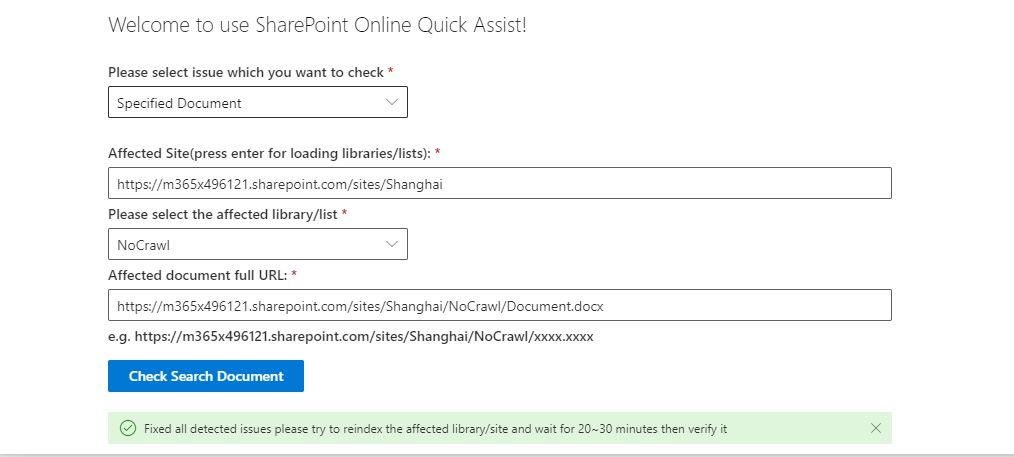 Welcome to use SharePoint Online Quick Assist!
Please select issue which you want to check *
Specified Document
Affected Site(press enter for loading libraries/lists): *
https://m365x496121.sharepoint.com/sites/Shanghai
Please select the affected library/list *
NoCrawl
Affected document full URL: *
https://m365x496121.sharepoint.com/sites/Shanghai/NoCrawl/Document.docx
e.g. https://m365x496121.sharepoint.com/sites/Shanghai/NoCrawl/xxxx.xxxx
Check Search Document
Fixed all detected issues please try to reindex the affected library/site and wait for 20~30 minutes then verify it